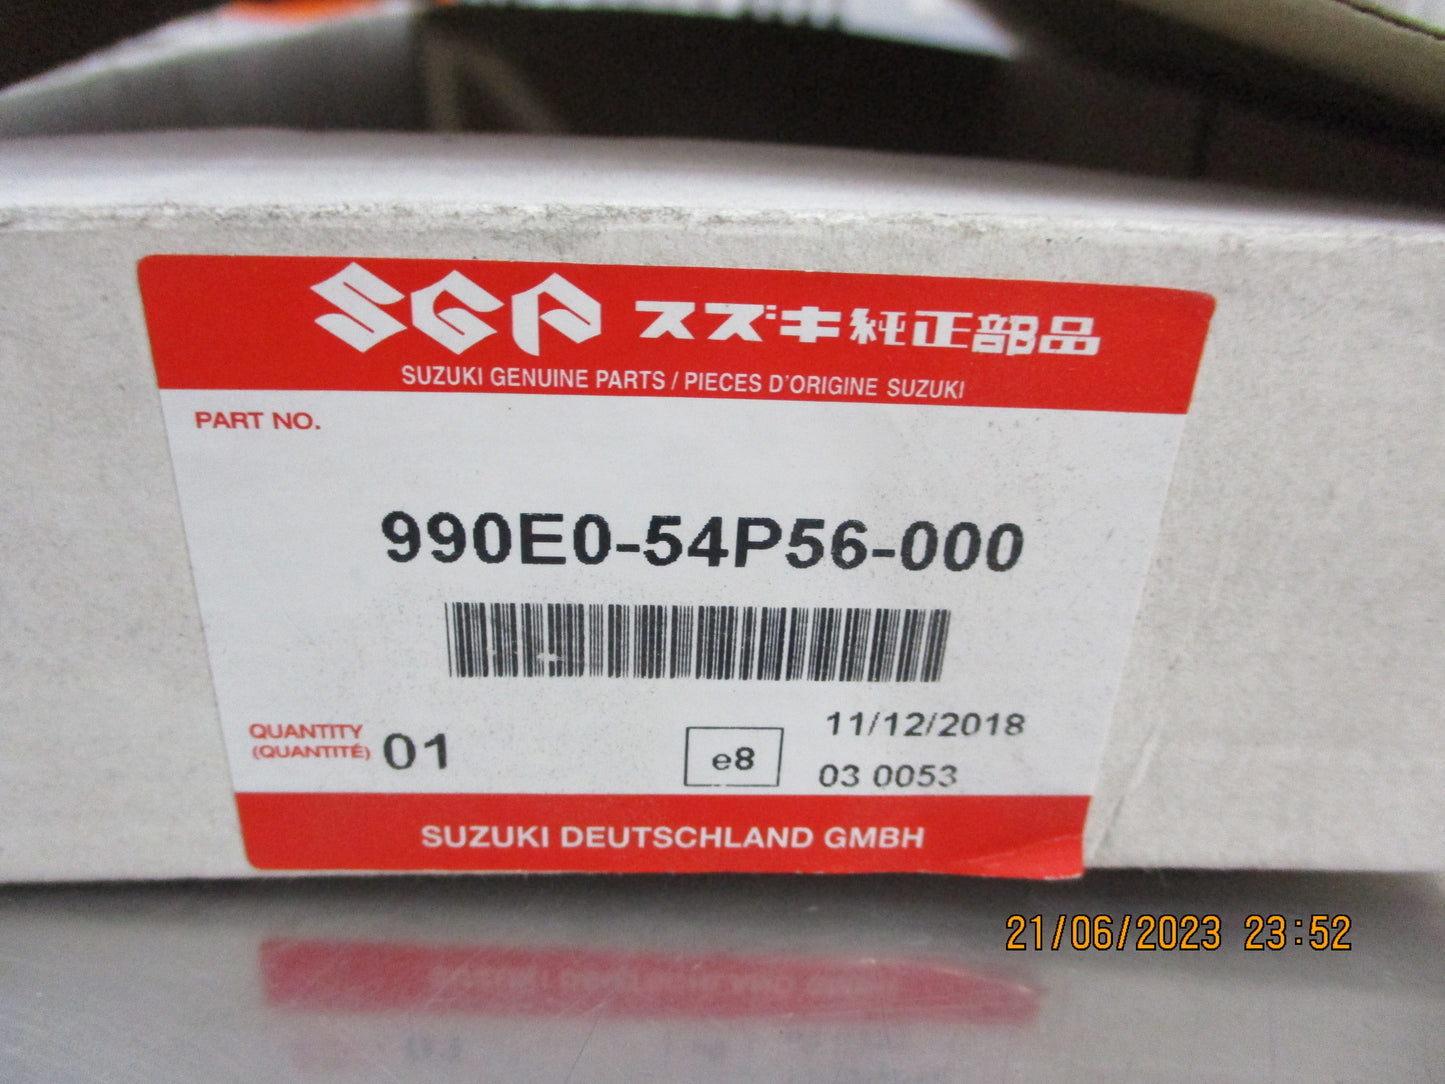 SGP スズキ純正部品
SUZUKI GENUINE PARTS / PIECES D'ORIGINE SUZUKI
PART NO.
990E0-54P56-000
QUANTITY
(QUANTITÉ)
01
e8
11/12/2018
03 0053
SUZUKI DEUTSCHLAND GMBH
21/06/2023 23:52